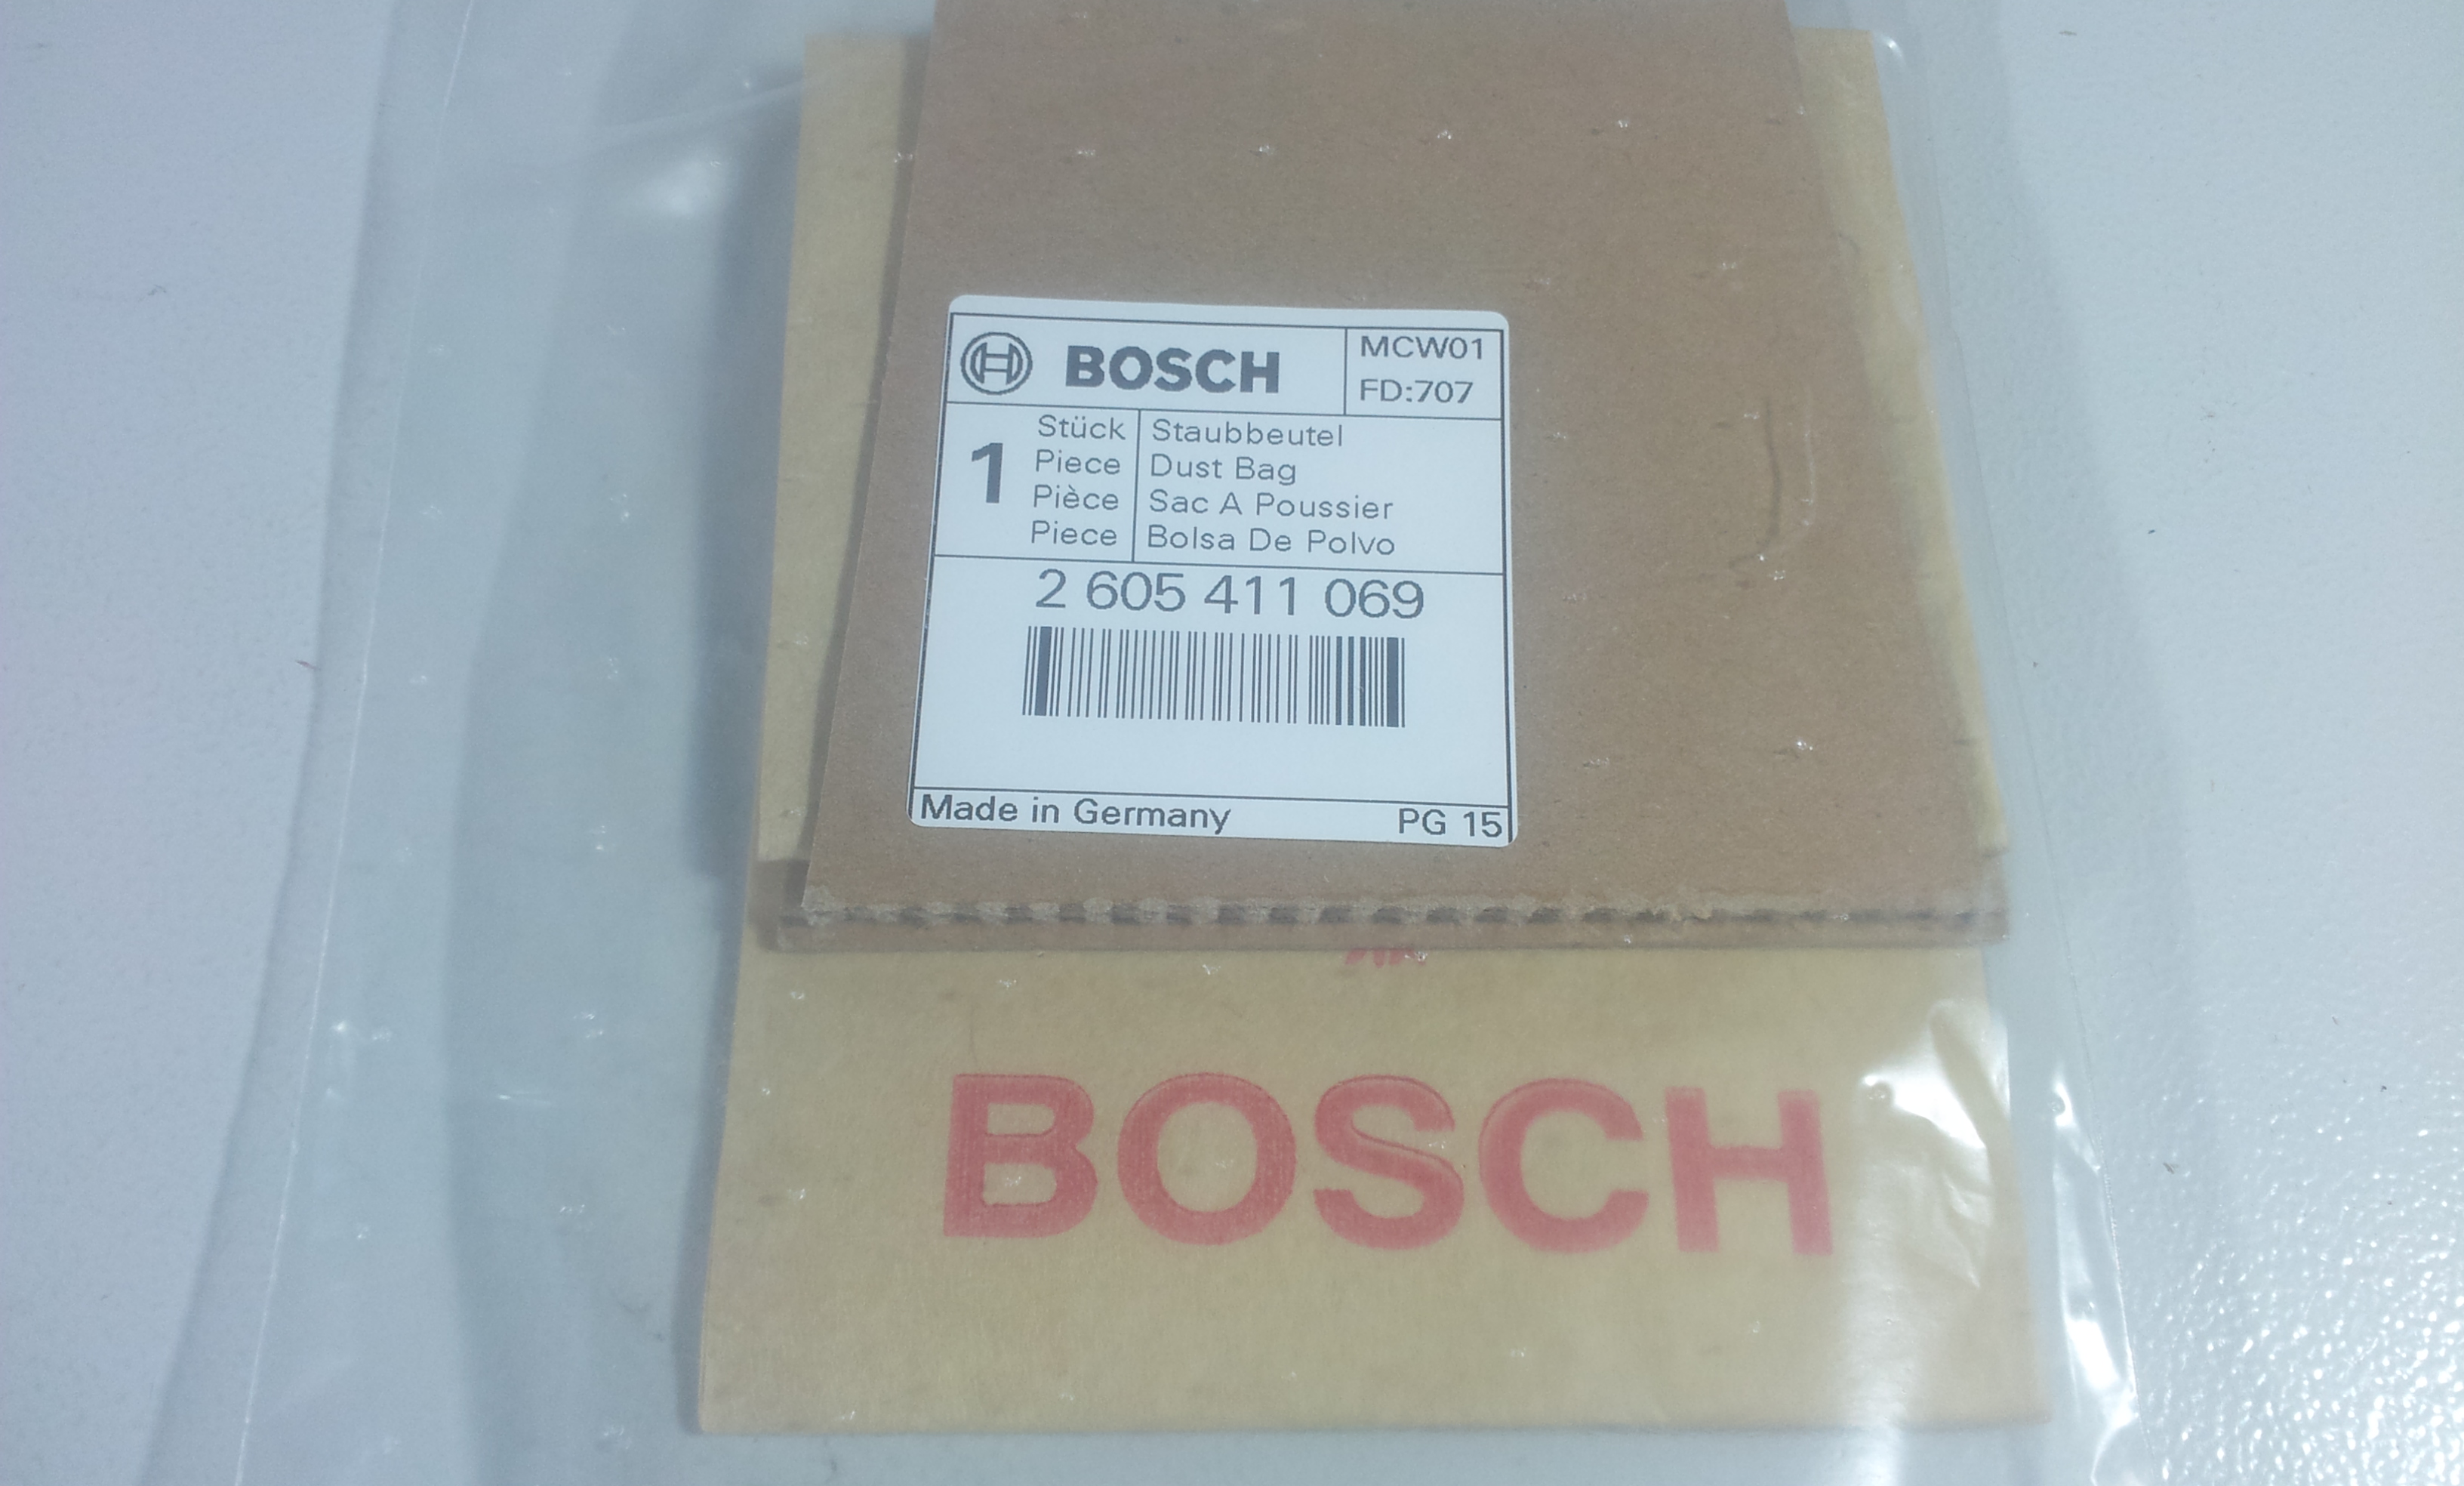 BOSCH
MCW01
FD:707
1
Stück
Piece
Pièce
Piece
Staubbeutel
Dust Bag
Sac A Poussier
Bolsa De Polvo
2 605 411 069
Made in Germany
PG 15
BOSCH